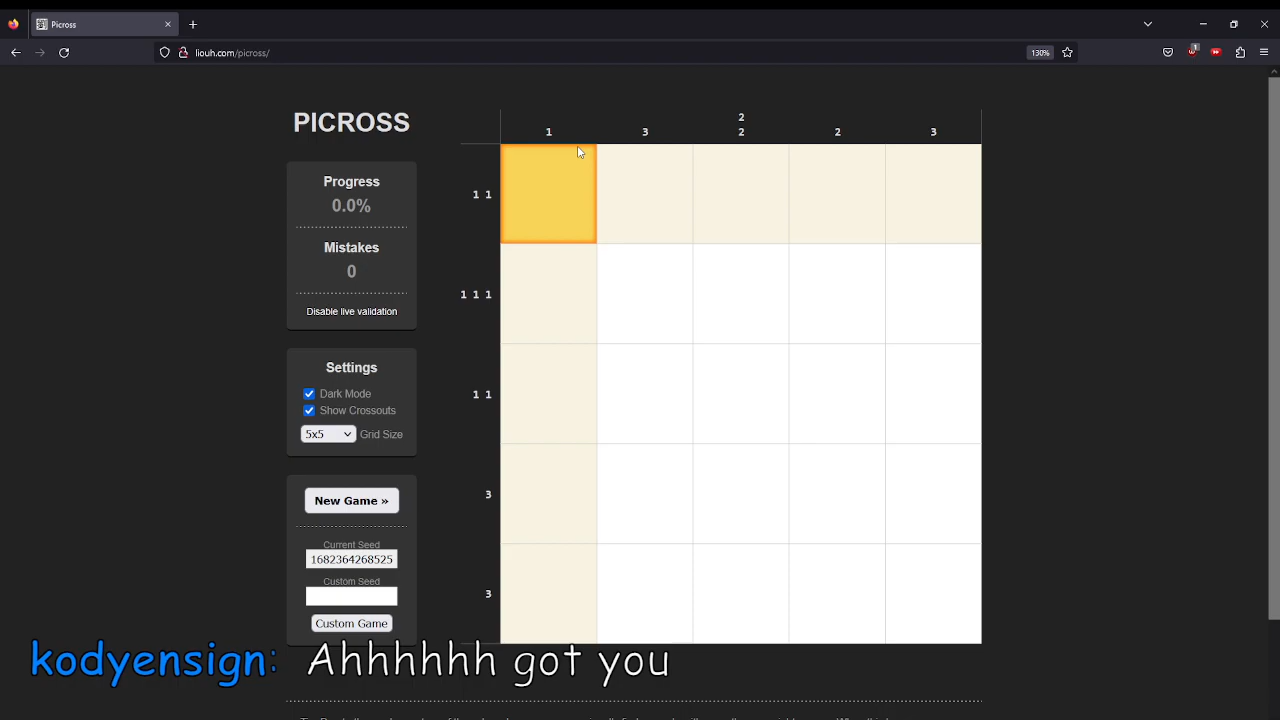 Picross
liouh.com/picross/
130%
1
PICROSS
Progress
0.0%
Mistakes
0
Disable live validation
Settings
Dark Mode
Show Crossouts
5x5 Grid Size
New Game »
Current Seed
1682364268525
Custom Seed
Custom Game
2
1 3 2 2 3
1 1
1 1 1
1 1
3
3
kodyensign: Ahhhhhh got you